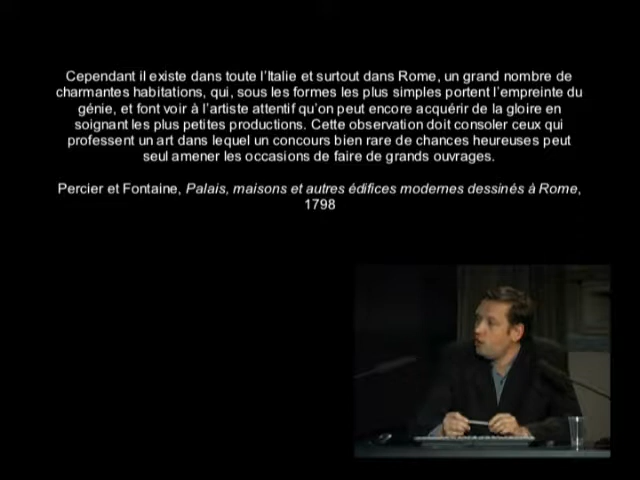 Cependant il existe dans toute l'Italie et surtout dans Rome, un grand nombre de
charmantes habitations, qui, sous les formes les plus simples portent l'empreinte du
génie, et font voir à l'artiste attentif qu'on peut encore acquérir de la gloire en
soignant les plus petites productions. Cette observation doit consoler ceux qui
professent un art dans lequel un concours bien rare de chances heureuses peut
seul amener les occasions de faire de grands ouvrages.
Percier et Fontaine, Palais, maisons et autres édifices modernes dessinés à Rome,
1798